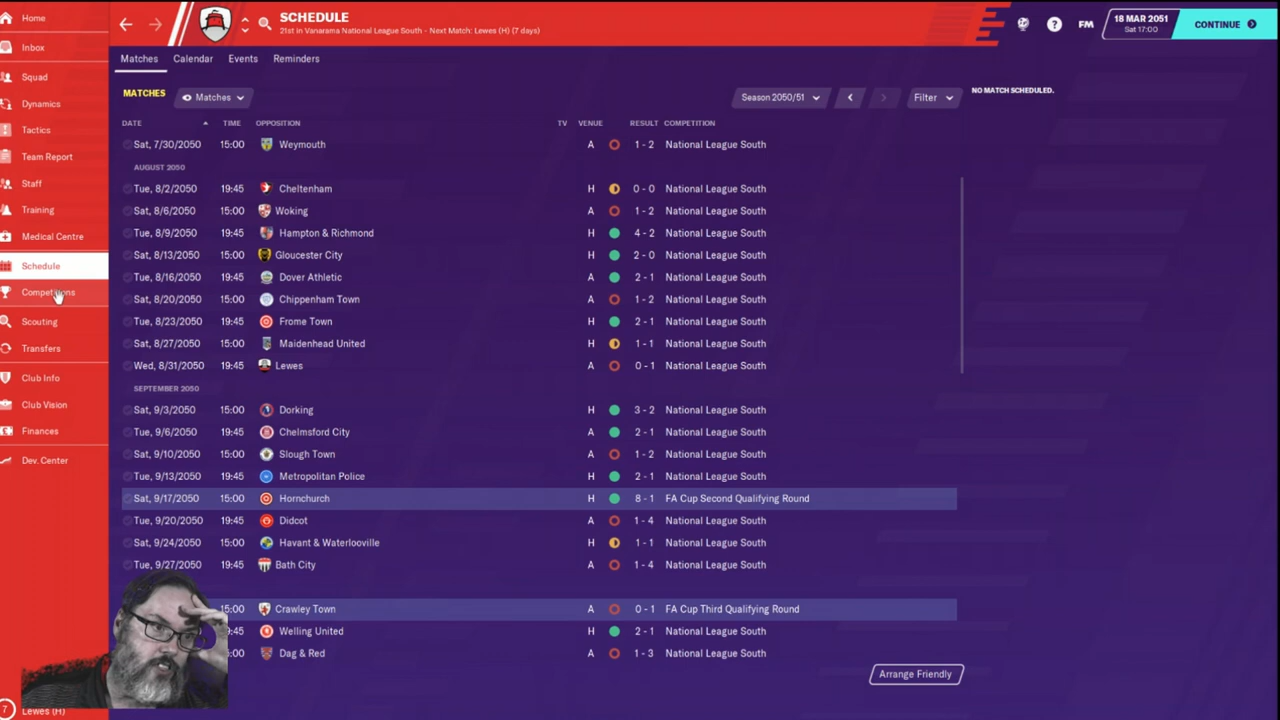 Home
Inbox
Squad
Dynamics
Tactics
Team Report
Staff
Training
Medical Centre
Schedule
Competitions
Scouting
Transfers
Club Info
Club Vision
Finances
Dev. Center
7
Lewes (H)
SCHEDULE
21st in Vanarama National League South - Next Match: Lewes (H) (7 days)
?
FM
18 MAR 2051
Sat 17:00
CONTINUE
Matches Calendar Events Reminders
MATCHES Matches Season 2050/51 Filter
NO MATCH SCHEDULED.
DATE TIME OPPOSITION TV VENUE RESULT COMPETITION
Sat, 7/30/2050 15:00 Weymouth A 1 - 2 National League South
AUGUST 2050
Tue, 8/2/2050 19:45 Cheltenham H 0 - 0 National League South
Sat, 8/6/2050 15:00 Woking A 1 - 2 National League South
Tue, 8/9/2050 19:45 Hampton & Richmond H 4 - 2 National League South
Sat, 8/13/2050 15:00 Gloucester City H 2 - 0 National League South
Tue, 8/16/2050 19:45 Dover Athletic A 2 - 1 National League South
Sat, 8/20/2050 15:00 Chippenham Town A 1 - 2 National League South
Tue, 8/23/2050 19:45 Frome Town H 2 - 1 National League South
Sat, 8/27/2050 15:00 Maidenhead United H 1 - 1 National League South
Wed, 8/31/2050 19:45 Lewes A 0 - 1 National League South
SEPTEMBER 2050
Sat, 9/3/2050 15:00 Dorking H 3 - 2 National League South
Tue, 9/6/2050 19:45 Chelmsford City A 2 - 1 National League South
Sat, 9/10/2050 15:00 Slough Town A 1 - 2 National League South
Tue, 9/13/2050 19:45 Metropolitan Police H 2 - 1 National League South
Sat, 9/17/2050 15:00 Hornchurch H 8 - 1 FA Cup Second Qualifying Round
Tue, 9/20/2050 19:45 Didcot A 1 - 4 National League South
Sat, 9/24/2050 15:00 Havant & Waterlooville H 1 - 1 National League South
Tue, 9/27/2050 19:45 Bath City A 1 - 4 National League South
15:00 Crawley Town A 0 - 1 FA Cup Third Qualifying Round
:45 Welling United H 2 - 1 National League South
:00 Dag & Red A 1 - 3 National League South
Arrange Friendly